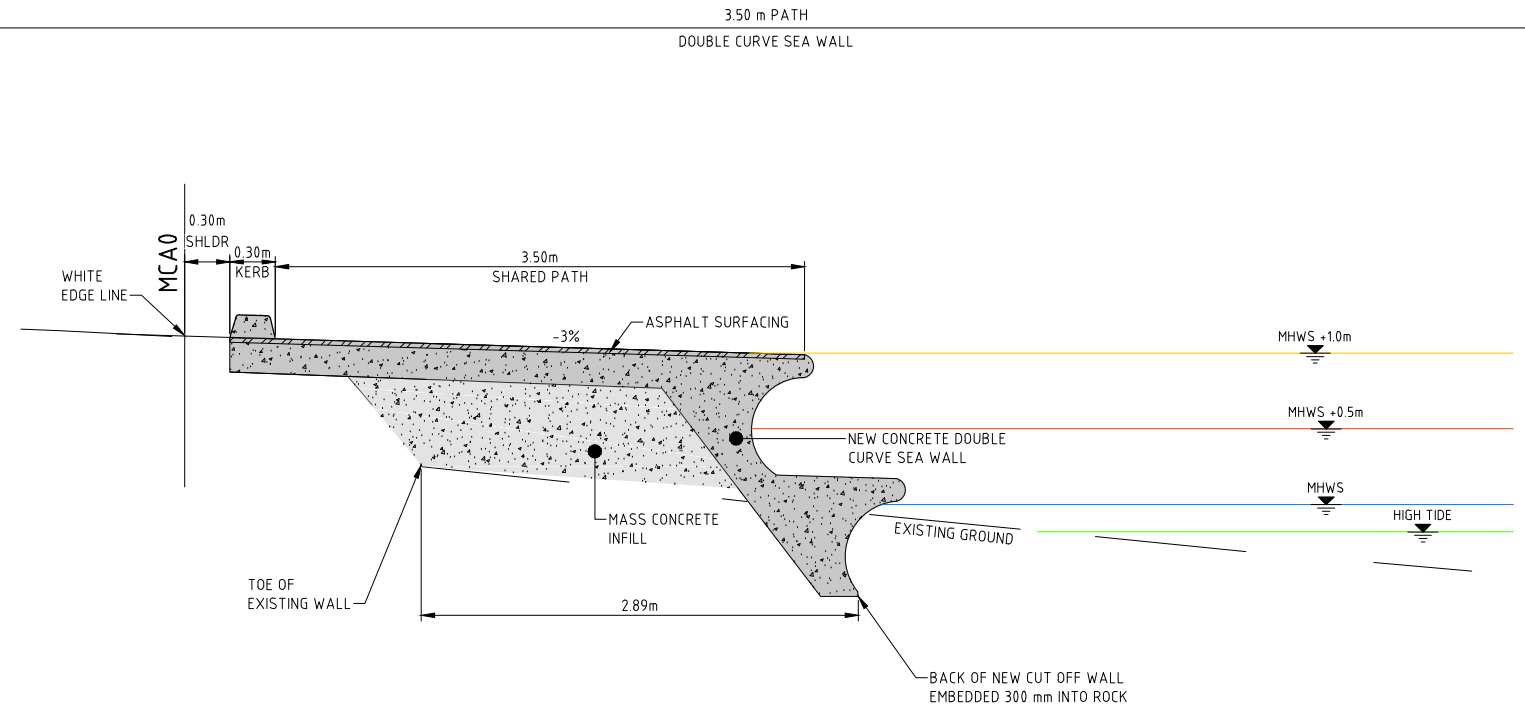 3.50 m PATH
DOUBLE CURVE SEA WALL
0.30m
SHLDR
MCA0
0.30m
KERB
3.50m
SHARED PATH
WHITE
EDGE LINE
ASPHALT SURFACING
-3%
MHWS +1.0m
MHWS +0.5m
NEW CONCRETE DOUBLE
CURVE SEA WALL
MHWS
HIGH TIDE
MASS CONCRETE
INFILL
EXISTING GROUND
TOE OF
EXISTING WALL
2.89m
BACK OF NEW CUT OFF WALL
EMBEDDED 300 mm INTO ROCK